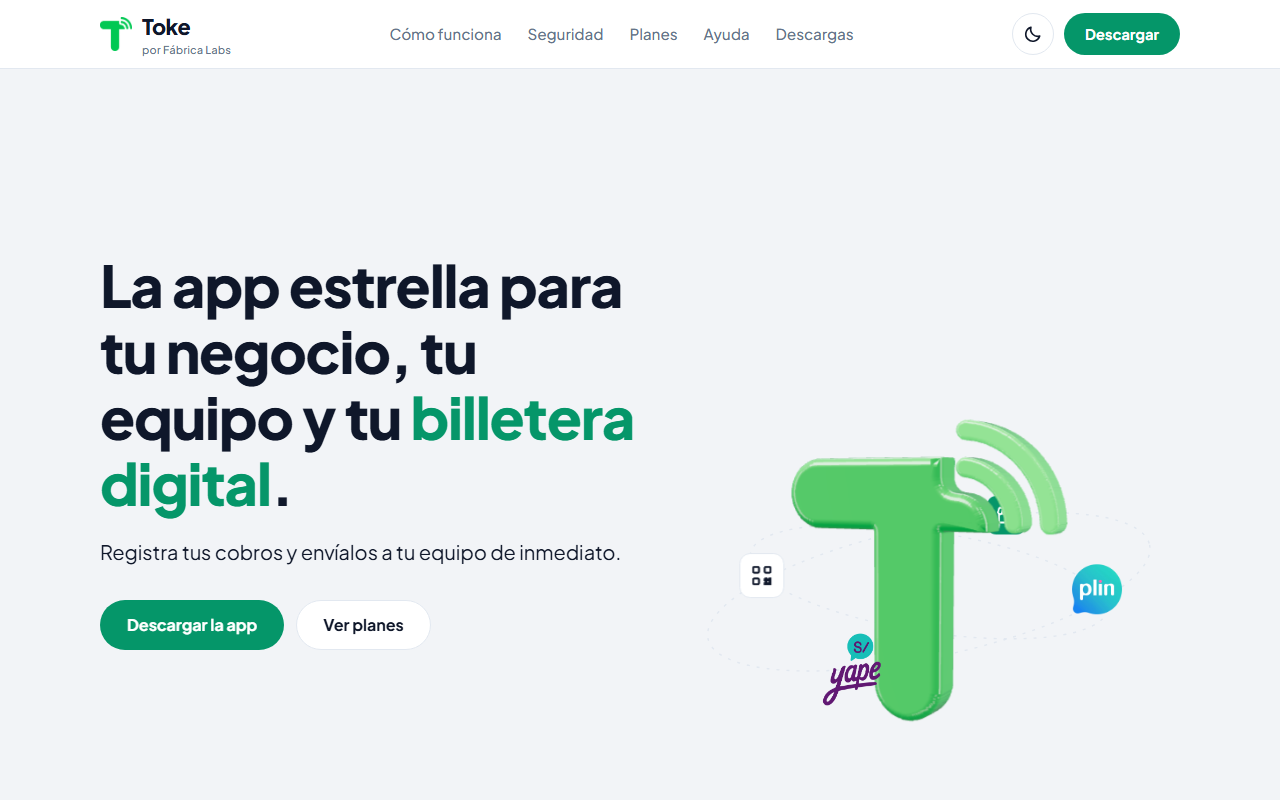 Toke
por Fábrica Labs
Cómo funciona
Seguridad
Planes
Ayuda
Descargas
Descargar
La app estrella para
tu negocio, tu
equipo y tu billetera
digital.
Registra tus cobros y envíalos a tu equipo de inmediato.
Descargar la app
Ver planes
plin
S/
yape